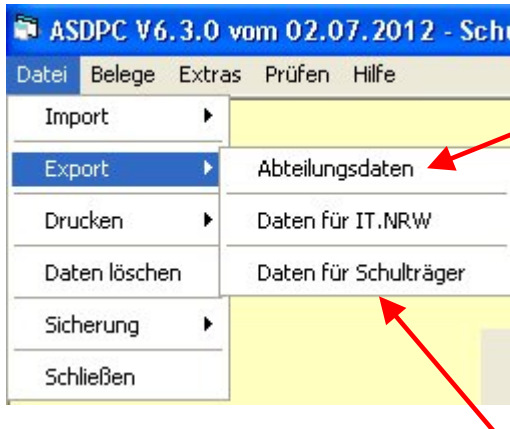 ASDPC V6.3.0 vom 02.07.2012 - Schu
Datei Belege Extras Prüfen Hilfe
Import
Export
Abteilungsdaten
Drucken
Daten für IT.NRW
Daten löschen
Daten für Schulträger
Sicherung
Schließen